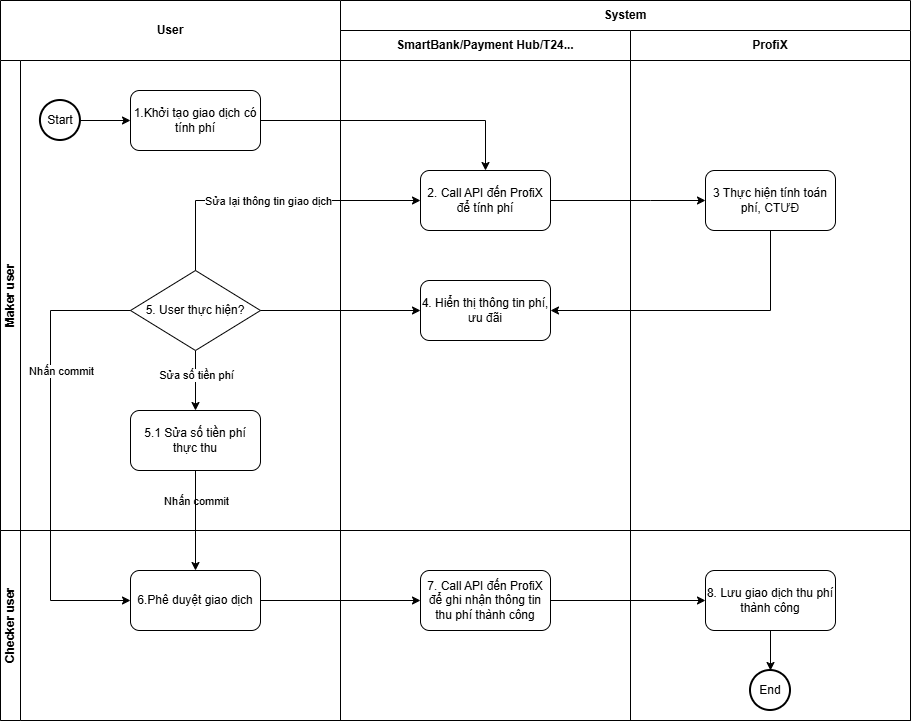 User
System
SmartBank/Payment Hub/T24...
ProfiX
Maker user
Start
1.Khởi tạo giao dịch có
tính phí
2. Call API đến ProfiX
để tính phí
3 Thực hiện tính toán
phí, CTƯĐ
Sửa lại thông tin giao dịch
4. Hiển thị thông tin phí,
ưu đãi
5. User thực hiện?
Nhấn commit
Sửa số tiền phí
5.1 Sửa số tiền phí
thực thu
Nhấn commit
Checker user
6.Phê duyệt giao dịch
7. Call API đến ProfiX
để ghi nhận thông tin
thu phí thành công
8. Lưu giao dịch thu phí
thành công
End